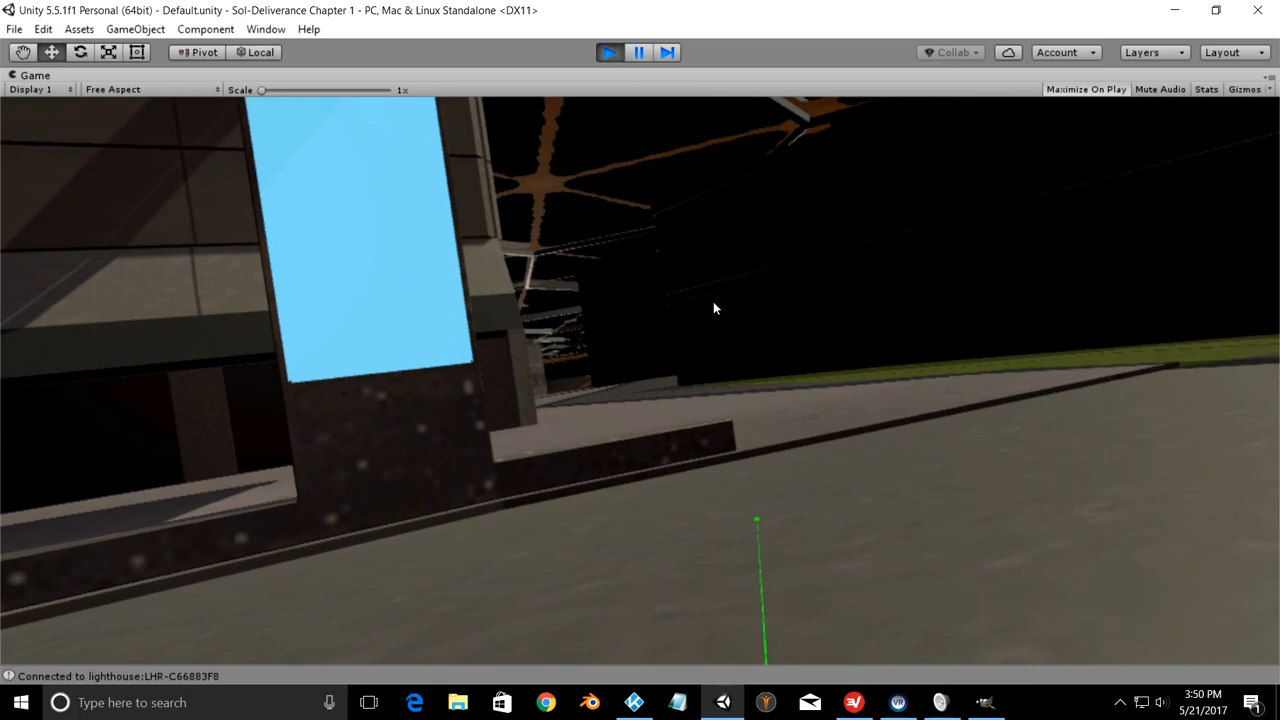 Unity 5.5.1f1 Personal (64bit) - Default.unity - Sol-Deliverance Chapter 1 - PC, Mac & Linux Standalone <DX11>
File Edit Assets GameObject Component Window Help
Pivot Local Collab Account Layers Layout
Game
Display 1 Free Aspect Scale 1x Maximize On Play Mute Audio Stats Gizmos
Connected to lighthouse:LHR-C66883F8
Type here to search
3:50 PM
5/21/2017